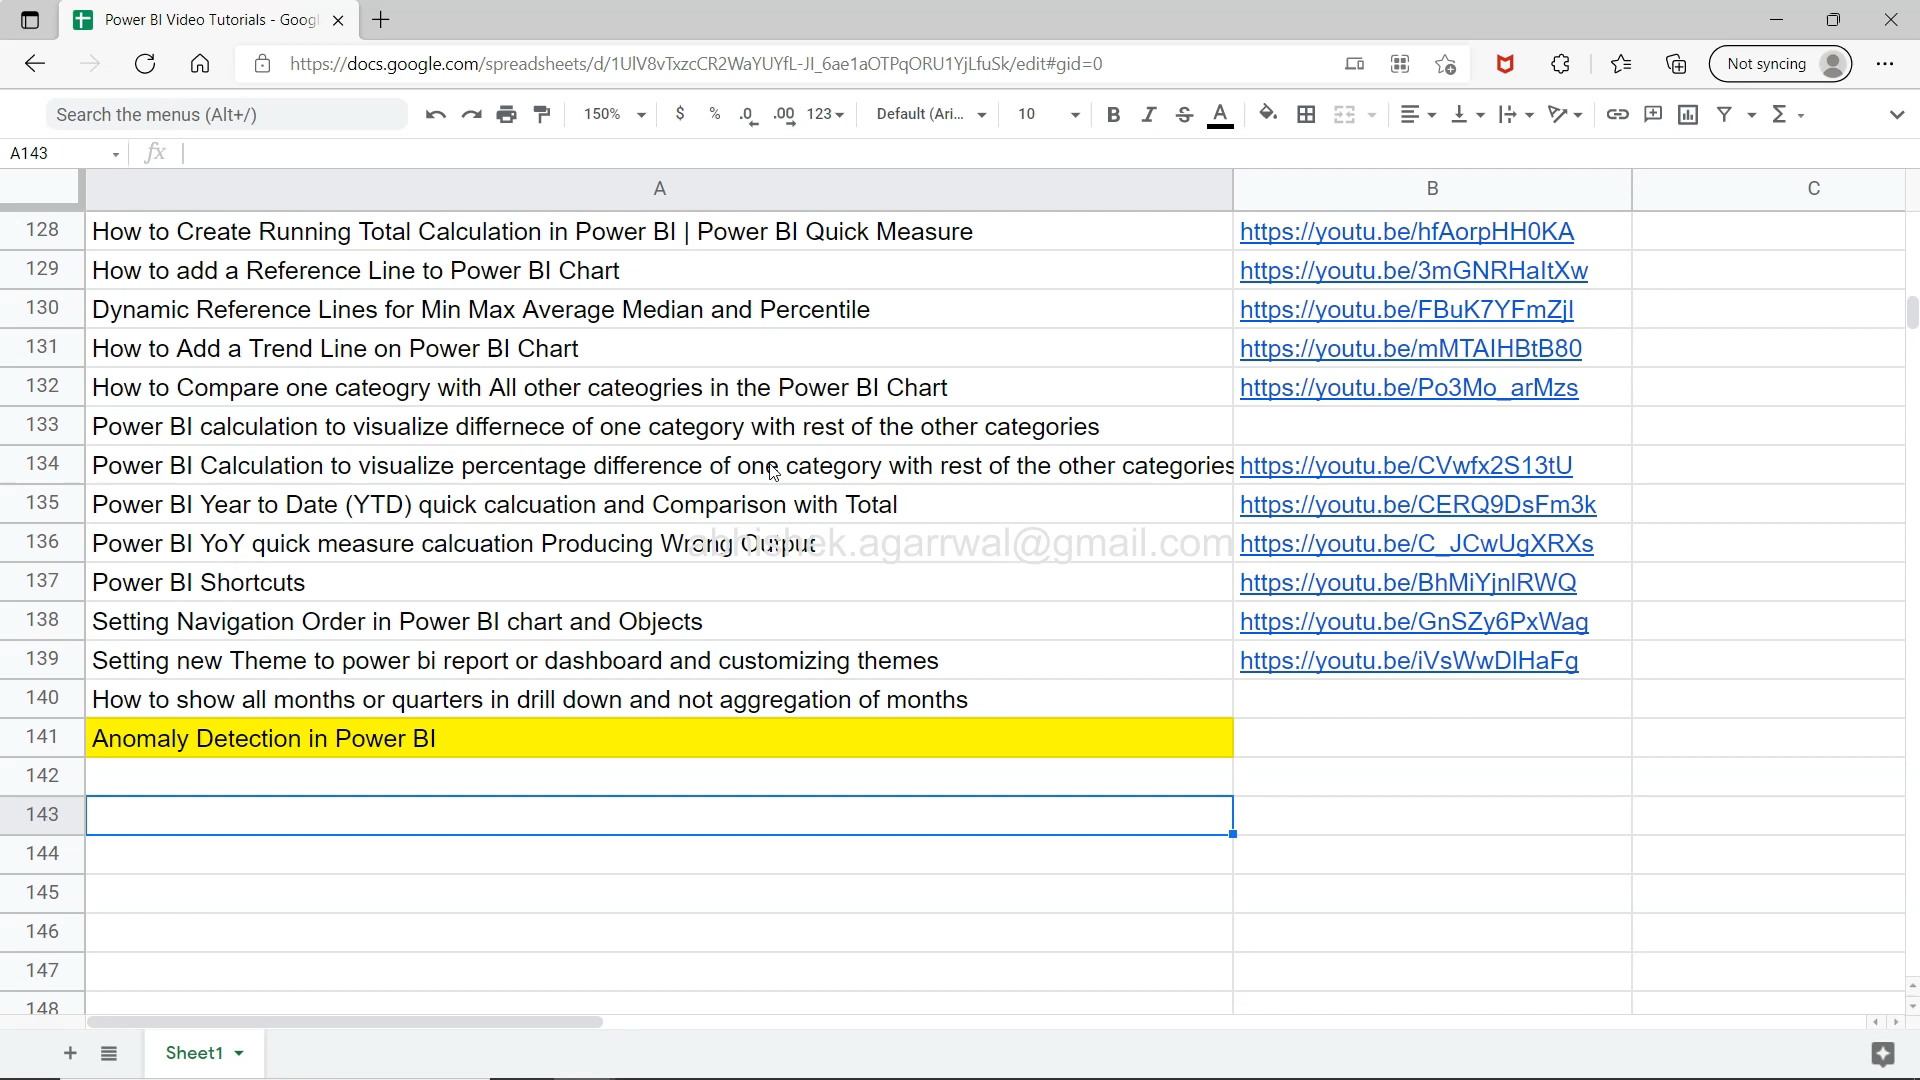 Power BI Video Tutorials - Googl
https://docs.google.com/spreadsheets/d/1UlV8vTxzcCR2WaYUYfL-JI_6ae1aOTPqORU1YjLfuSk/edit#gid=0
Not syncing
Search the menus (Alt+/)
150%
$
%
.0
.00
123
Default (Ari...
10
B
I
S
A
A143
fx
A B C
128 How to Create Running Total Calculation in Power BI | Power BI Quick Measure https://youtu.be/hfAorpHH0KA
129 How to add a Reference Line to Power BI Chart https://youtu.be/3mGNRHaltXw
130 Dynamic Reference Lines for Min Max Average Median and Percentile https://youtu.be/FBuK7YFmZjI
131 How to Add a Trend Line on Power BI Chart https://youtu.be/mMTAIHBtB80
132 How to Compare one cateogry with All other cateogries in the Power BI Chart https://youtu.be/Po3Mo_arMzs
133 Power BI calculation to visualize differnece of one category with rest of the other categories
134 Power BI Calculation to visualize percentage difference of one category with rest of the other categories https://youtu.be/CVwfx2S13tU
135 Power BI Year to Date (YTD) quick calcuation and Comparison with Total https://youtu.be/CERQ9DsFm3k
136 Power BI YoY quick measure calcuation Producing Wrong Output https://youtu.be/C_JCwUgXRXs
abhishek.agarrwal@gmail.com
137 Power BI Shortcuts https://youtu.be/BhMiYjnlRWQ
138 Setting Navigation Order in Power BI chart and Objects https://youtu.be/GnSZy6PxWag
139 Setting new Theme to power bi report or dashboard and customizing themes https://youtu.be/iVsWwDIHaFg
140 How to show all months or quarters in drill down and not aggregation of months
141 Anomaly Detection in Power BI
142
143
144
145
146
147
148
Sheet1